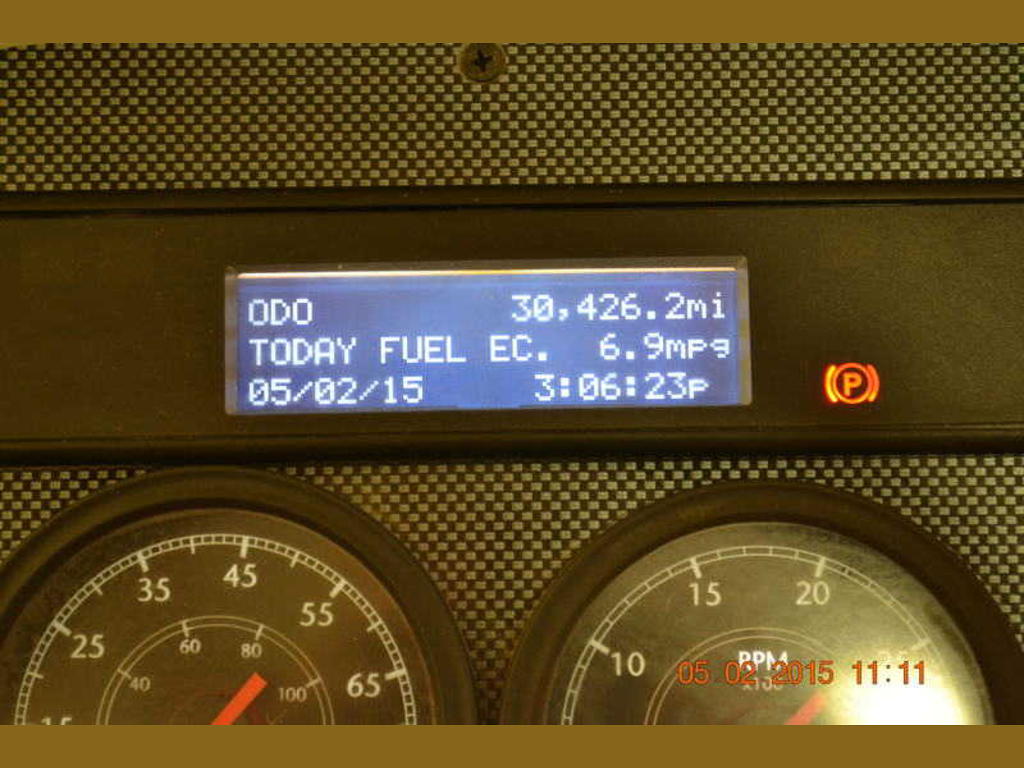 ODO 30,426.2mi
TODAY FUEL EC. 6.9mpg
05/02/15 3:06:23p
P
35 45 55
25 65
60 80
40 100
15 20
10
RPM
x100
05 02 2015 11:11